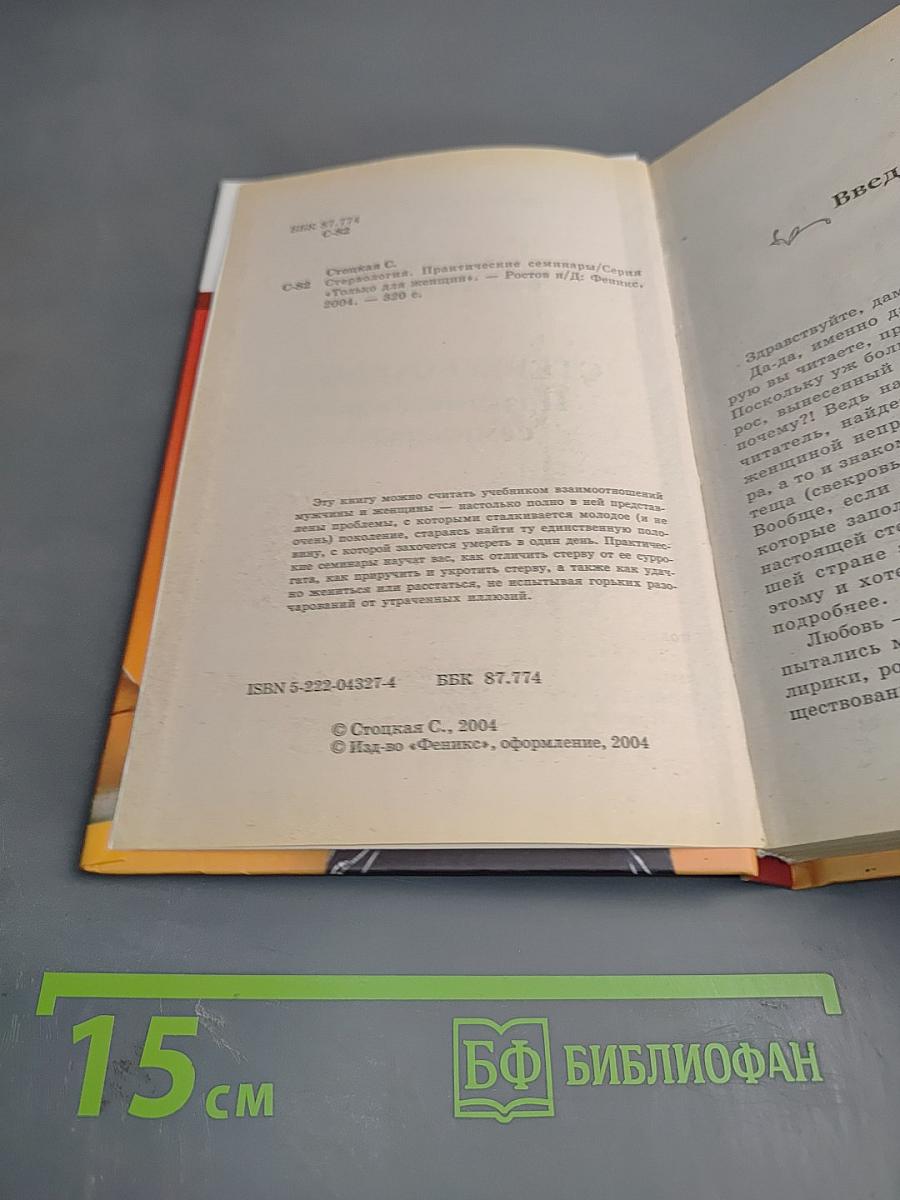 ББК 87.774
С-82
Стоцкая С.
С-82 Стервология. Практические семинары/Серия
«Только для женщин». — Ростов н/Д: Феникс,
2004. — 320 с.
Эту книгу можно считать учебником взаимоотношений
мужчины и женщины — настолько полно в ней представ-
лены проблемы, с которыми сталкивается молодое (и не
очень) поколение, стараясь найти ту единственную поло-
вину, с которой захочется умереть в один день. Практичес-
кие семинары научат вас, как отличить стерву от ее сурро-
гата, как приручить и укротить стерву, а также как удач-
но жениться или расстаться, не испытывая горьких разо-
чарований от утраченных иллюзий.
ISBN 5-222-04327-4 ББК 87.774
© Стоцкая С., 2004
© Изд-во «Феникс», оформление, 2004
Введ
Здравствуйте, дам
Да-да, именно д
рую вы читаете, пр
Поскольку уж бол
рос, вынесенный
почему?! Ведь на
читатель, найде
женщиной непр
ра, а то и знаком
теща (свекровь
Вообще, если
которые запол
настоящей сте
шей стране
этому и хоте
подробнее.
Любовь —
пытались м
лирики, ро
ществован
15 см
БФ БИБЛИОФАН